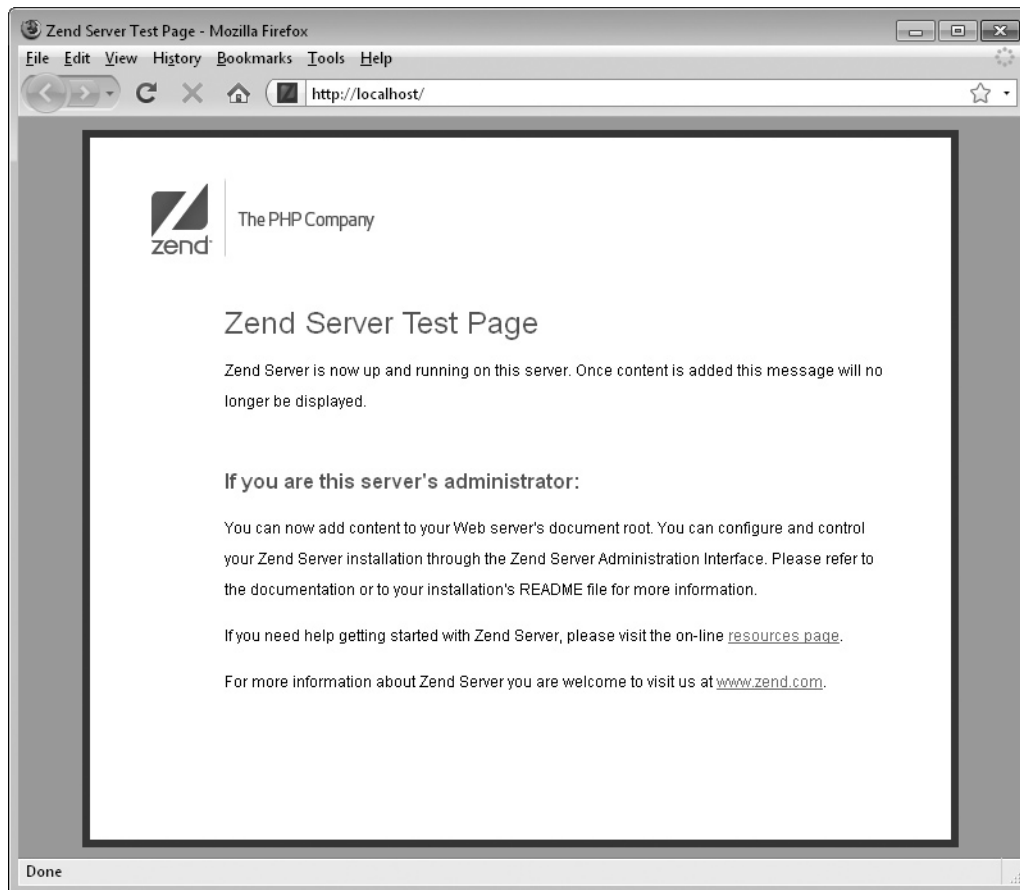 Zend Server Test Page - Mozilla Firefox
File Edit View History Bookmarks Tools Help
http://localhost/
The PHP Company
zend
Zend Server Test Page
Zend Server is now up and running on this server. Once content is added this message will no
longer be displayed.
If you are this server's administrator:
You can now add content to your Web server's document root. You can configure and control
your Zend Server installation through the Zend Server Administration Interface. Please refer to
the documentation or to your installation's README file for more information.
If you need help getting started with Zend Server, please visit the on-line resources page.
For more information about Zend Server you are welcome to visit us at www.zend.com.
Done